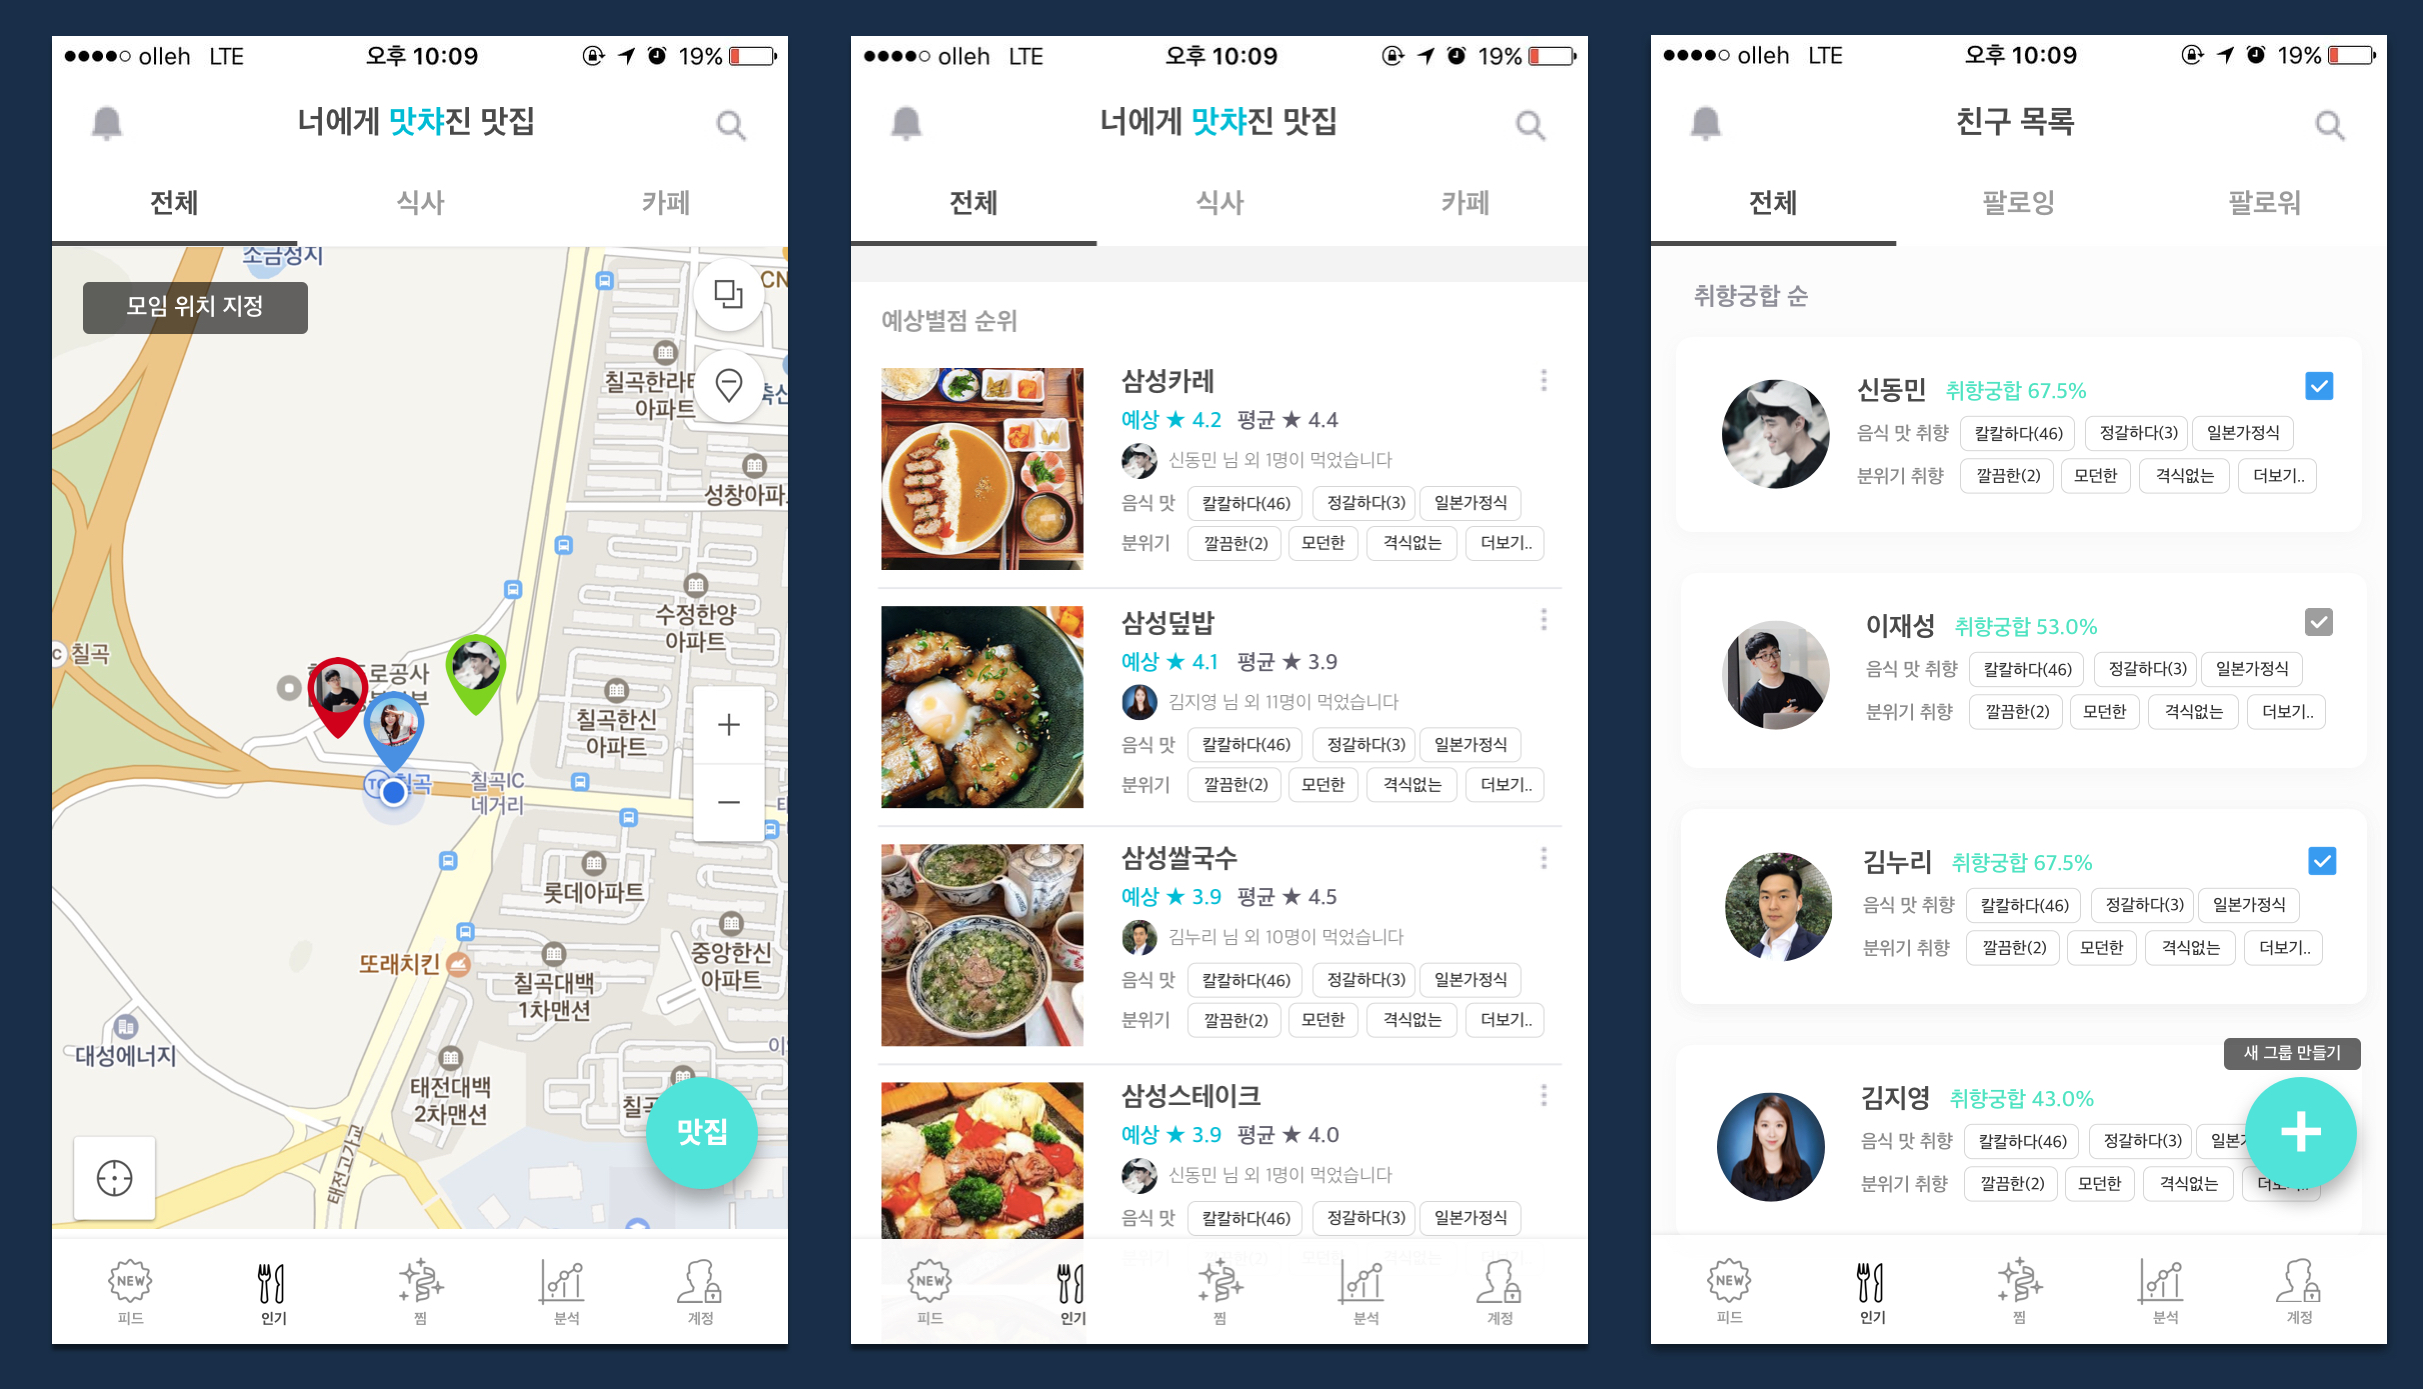 olleh LTE 오후 10:09 19%
너에게 맛챠진 맛집
전체 식사 카페
소금성지
모임 위치 지정
CN
칠곡한라
아파트
축산
성창아파
수정한양
아파트
칠곡
로공사
칠곡한신
아파트
TG 칠곡
칠곡IC
네거리
롯데아파트
중앙한신
아파트
또래치킨
칠곡대백
1차맨션
대성에너지
태전대백
2차맨션
태전고가교
맛집
NEW
피드 인기 찜 분석 계정
olleh LTE 오후 10:09 19%
너에게 맛챠진 맛집
전체 식사 카페
예상별점 순위
삼성카레
예상 ★ 4.2 평균 ★ 4.4
신동민 님 외 1명이 먹었습니다
음식 맛 칼칼하다(46) 정갈하다(3) 일본가정식
분위기 깔끔한(2) 모던한 격식없는 더보기..
삼성덮밥
예상 ★ 4.1 평균 ★ 3.9
김지영 님 외 11명이 먹었습니다
음식 맛 칼칼하다(46) 정갈하다(3) 일본가정식
분위기 깔끔한(2) 모던한 격식없는 더보기..
삼성쌀국수
예상 ★ 3.9 평균 ★ 4.5
김누리 님 외 10명이 먹었습니다
음식 맛 칼칼하다(46) 정갈하다(3) 일본가정식
분위기 깔끔한(2) 모던한 격식없는 더보기..
삼성스테이크
예상 ★ 3.9 평균 ★ 4.0
신동민 님 외 1명이 먹었습니다
음식 맛 칼칼하다(46) 정갈하다(3) 일본가정식
NEW
피드 인기 찜 분석 계정
olleh LTE 오후 10:09 19%
친구 목록
전체 팔로잉 팔로워
취향궁합 순
신동민 취향궁합 67.5%
음식 맛 취향 칼칼하다(46) 정갈하다(3) 일본가정식
분위기 취향 깔끔한(2) 모던한 격식없는 더보기..
이재성 취향궁합 53.0%
음식 맛 취향 칼칼하다(46) 정갈하다(3) 일본가정식
분위기 취향 깔끔한(2) 모던한 격식없는 더보기..
김누리 취향궁합 67.5%
음식 맛 취향 칼칼하다(46) 정갈하다(3) 일본가정식
분위기 취향 깔끔한(2) 모던한 격식없는 더보기..
새 그룹 만들기
김지영 취향궁합 43.0%
음식 맛 취향 칼칼하다(46) 정갈하다(3) 일본
분위기 취향 깔끔한(2) 모던한 격식없는
NEW
피드 인기 찜 분석 계정